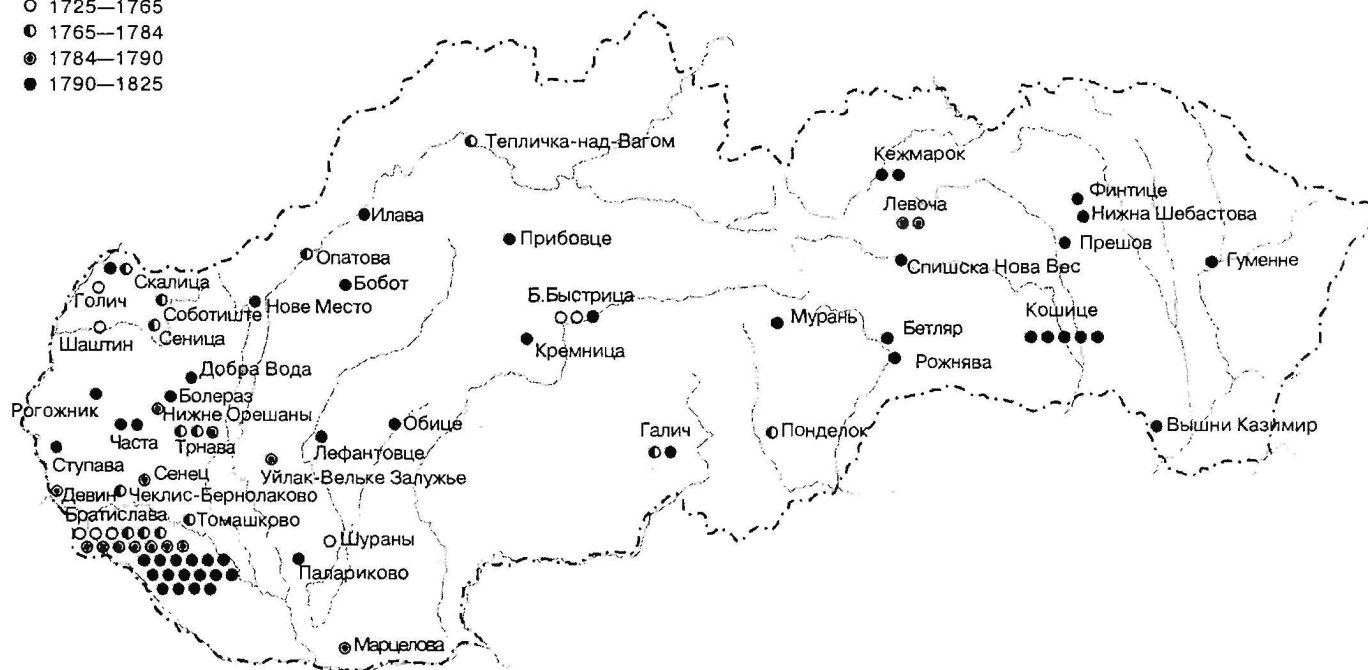 1725—1765
1765—1784
1784—1790
1790—1825
Тепличка-над-Вагом
Кежмарок
Финтице
Левоча
Нижна Шебастова
Илава
Прибовце
Прешов
Опатова
Спишска Нова Вес
Гуменне
Скалица
Бобот
Голич
Б.Быстрица
Соботиште
Нове Место
Мурань
Кошице
Сеница
Бетляр
Шаштин
Кремница
Рожнява
Добра Вода
Болераз
Рогожник
Нижне Орешаны
Обице
Галич
Понделок
Вышни Казимир
Часта
Трнава
Лефантовце
Ступава
Сенец
Уйлак-Вельке Залужье
Девин
Чеклис-Бернолаково
Братислава
Томашково
Шураны
Палариково
Марцелова